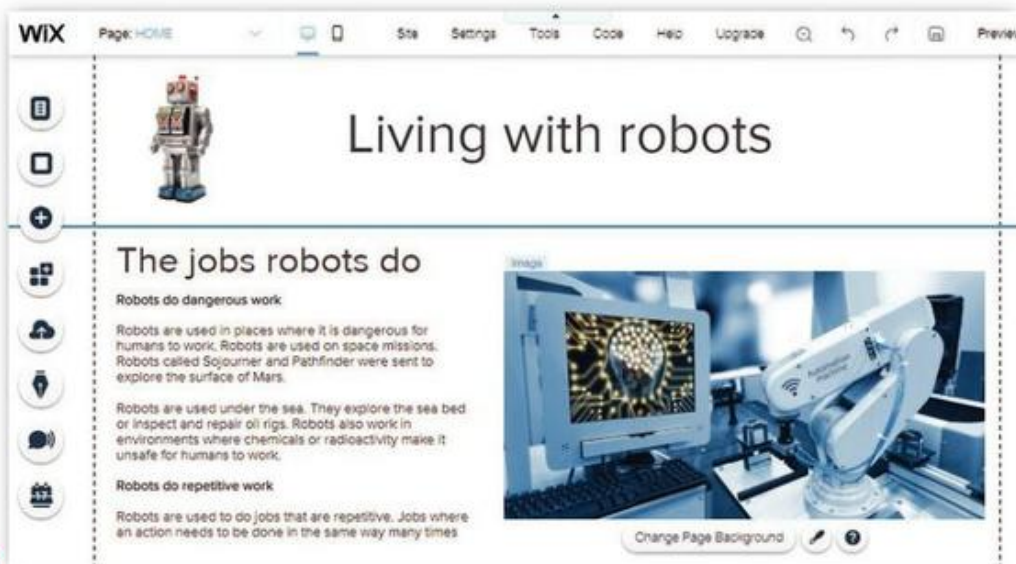 WiX
Page: HOME
Site
Settings
Tools
Code
Help
Upgrade
Preview
Living with robots
The jobs robots do
Robots do dangerous work
Robots are used in places where it is dangerous for
humans to work. Robots are used on space missions.
Robots called Sojourner and Pathfinder were sent to
explore the surface of Mars.
Robots are used under the sea. They explore the sea bed
or inspect and repair oil rigs. Robots also work in
environments where chemicals or radioactivity make it
unsafe for humans to work.
Robots do repetitive work
Robots are used to do jobs that are repetitive. Jobs where
an action needs to be done in the same way many times
Image
Automation
machine
Change Page Background
17